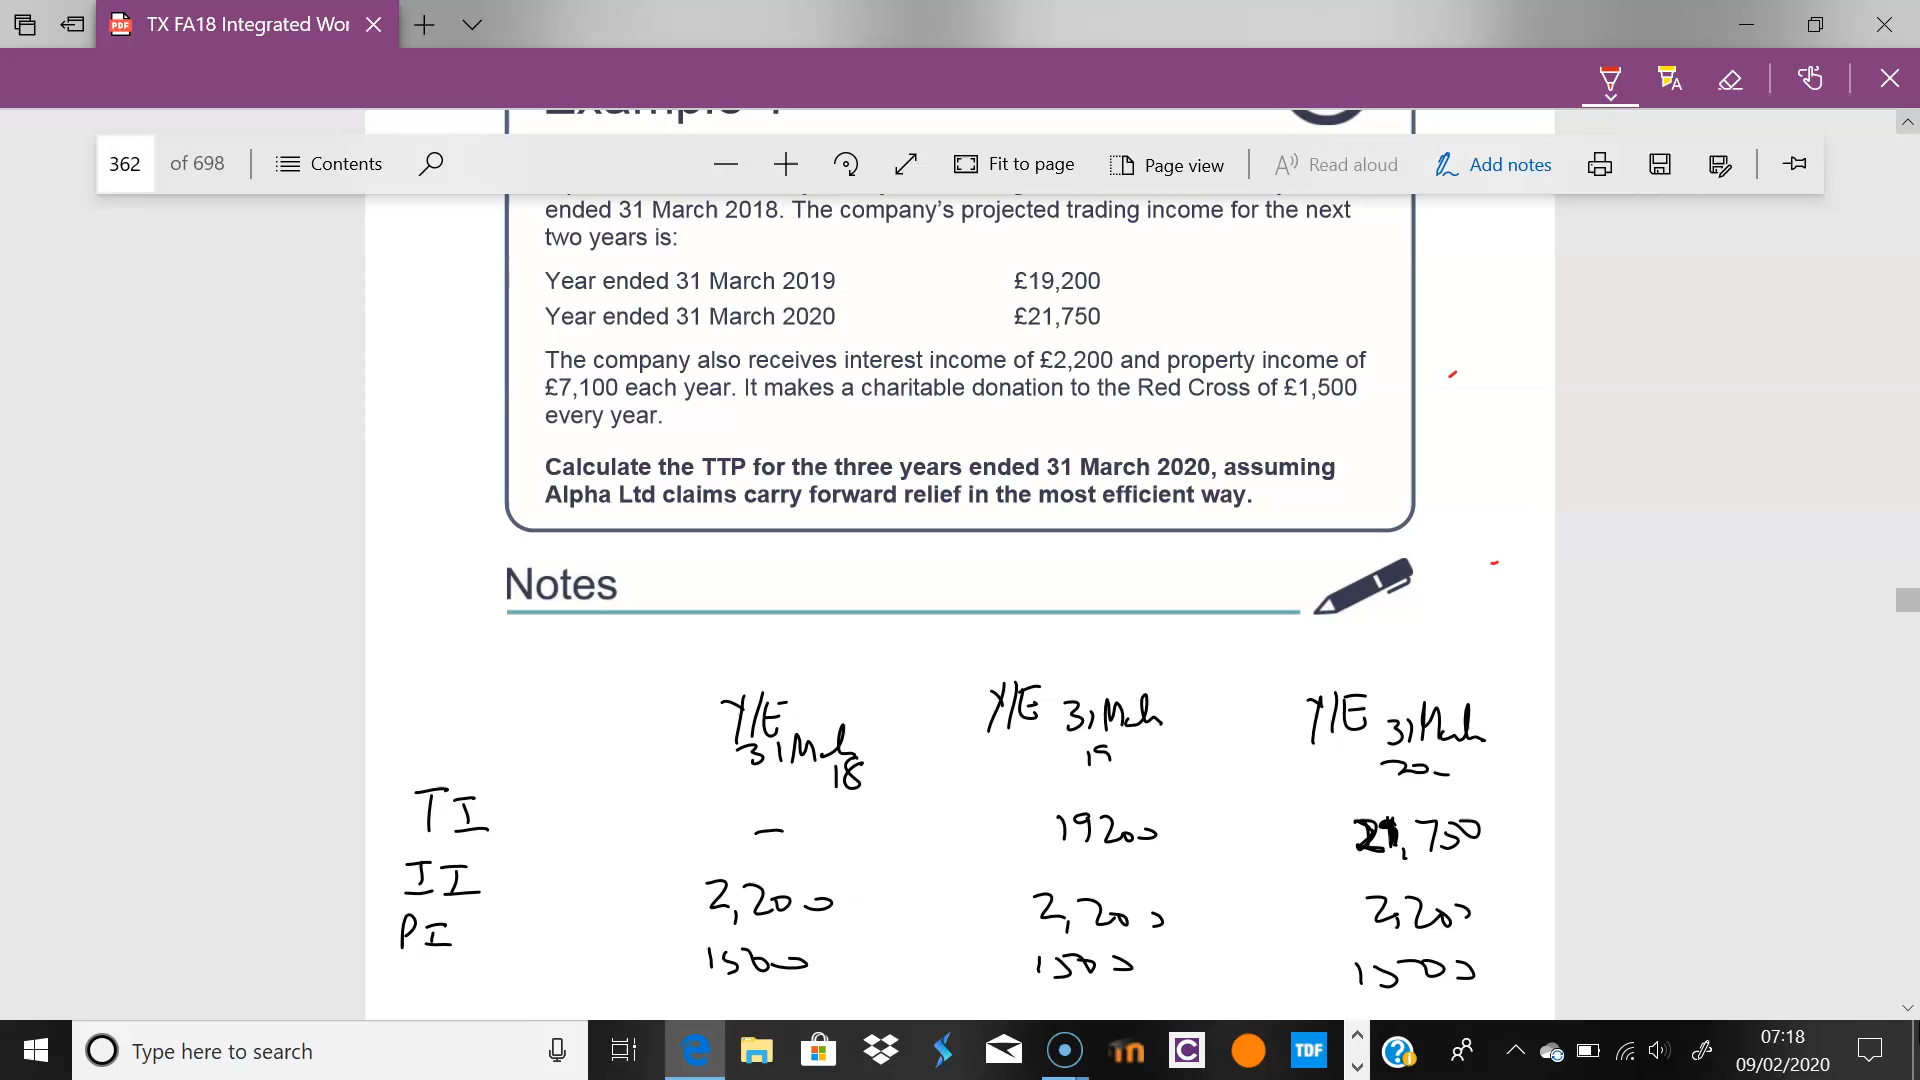 TX FA18 Integrated Wor
362 of 698 Contents Fit to page Page view Read aloud Add notes
ended 31 March 2018. The company's projected trading income for the next
two years is:
Year ended 31 March 2019 £19,200
Year ended 31 March 2020 £21,750
The company also receives interest income of £2,200 and property income of
£7,100 each year. It makes a charitable donation to the Red Cross of £1,500
every year.
Calculate the TTP for the three years ended 31 March 2020, assuming
Alpha Ltd claims carry forward relief in the most efficient way.
Notes
Y/E 31 Mch 18 Y/E 31 Mch 19 Y/E 31 March 20
TI – 19200 21,750
II 2,200 2,200 2,200
PI 1500 1500 1500
Type here to search
TDF
07:18
09/02/2020